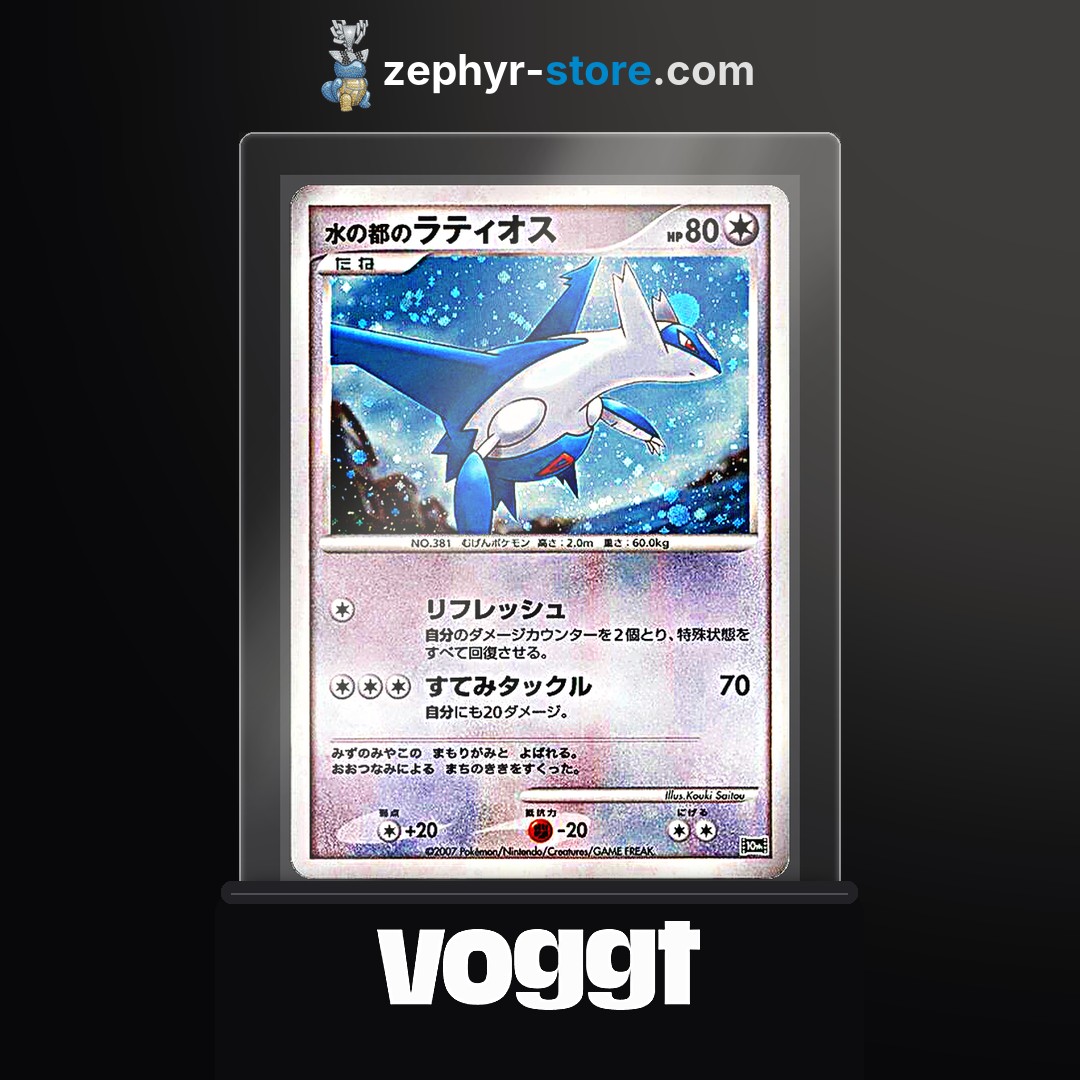 zephyr-store.com
水の都のラティオス
HP 80
たね
NO.381 むげんポケモン 高さ:2.0m 重さ:60.0kg
リフレッシュ
自分のダメージカウンターを2個とり、特殊状態を
すべて回復させる。
すてみタックル 70
自分にも20ダメージ。
みずのみやこの まもりがみと よばれる。
おおつなみによる まちのききをすくった。
Illus.Kouki Saitou
弱点 抵抗力 にげる
+20 -20
©2007 Pokémon/Nintendo/Creatures/GAME FREAK.
10th
voggt